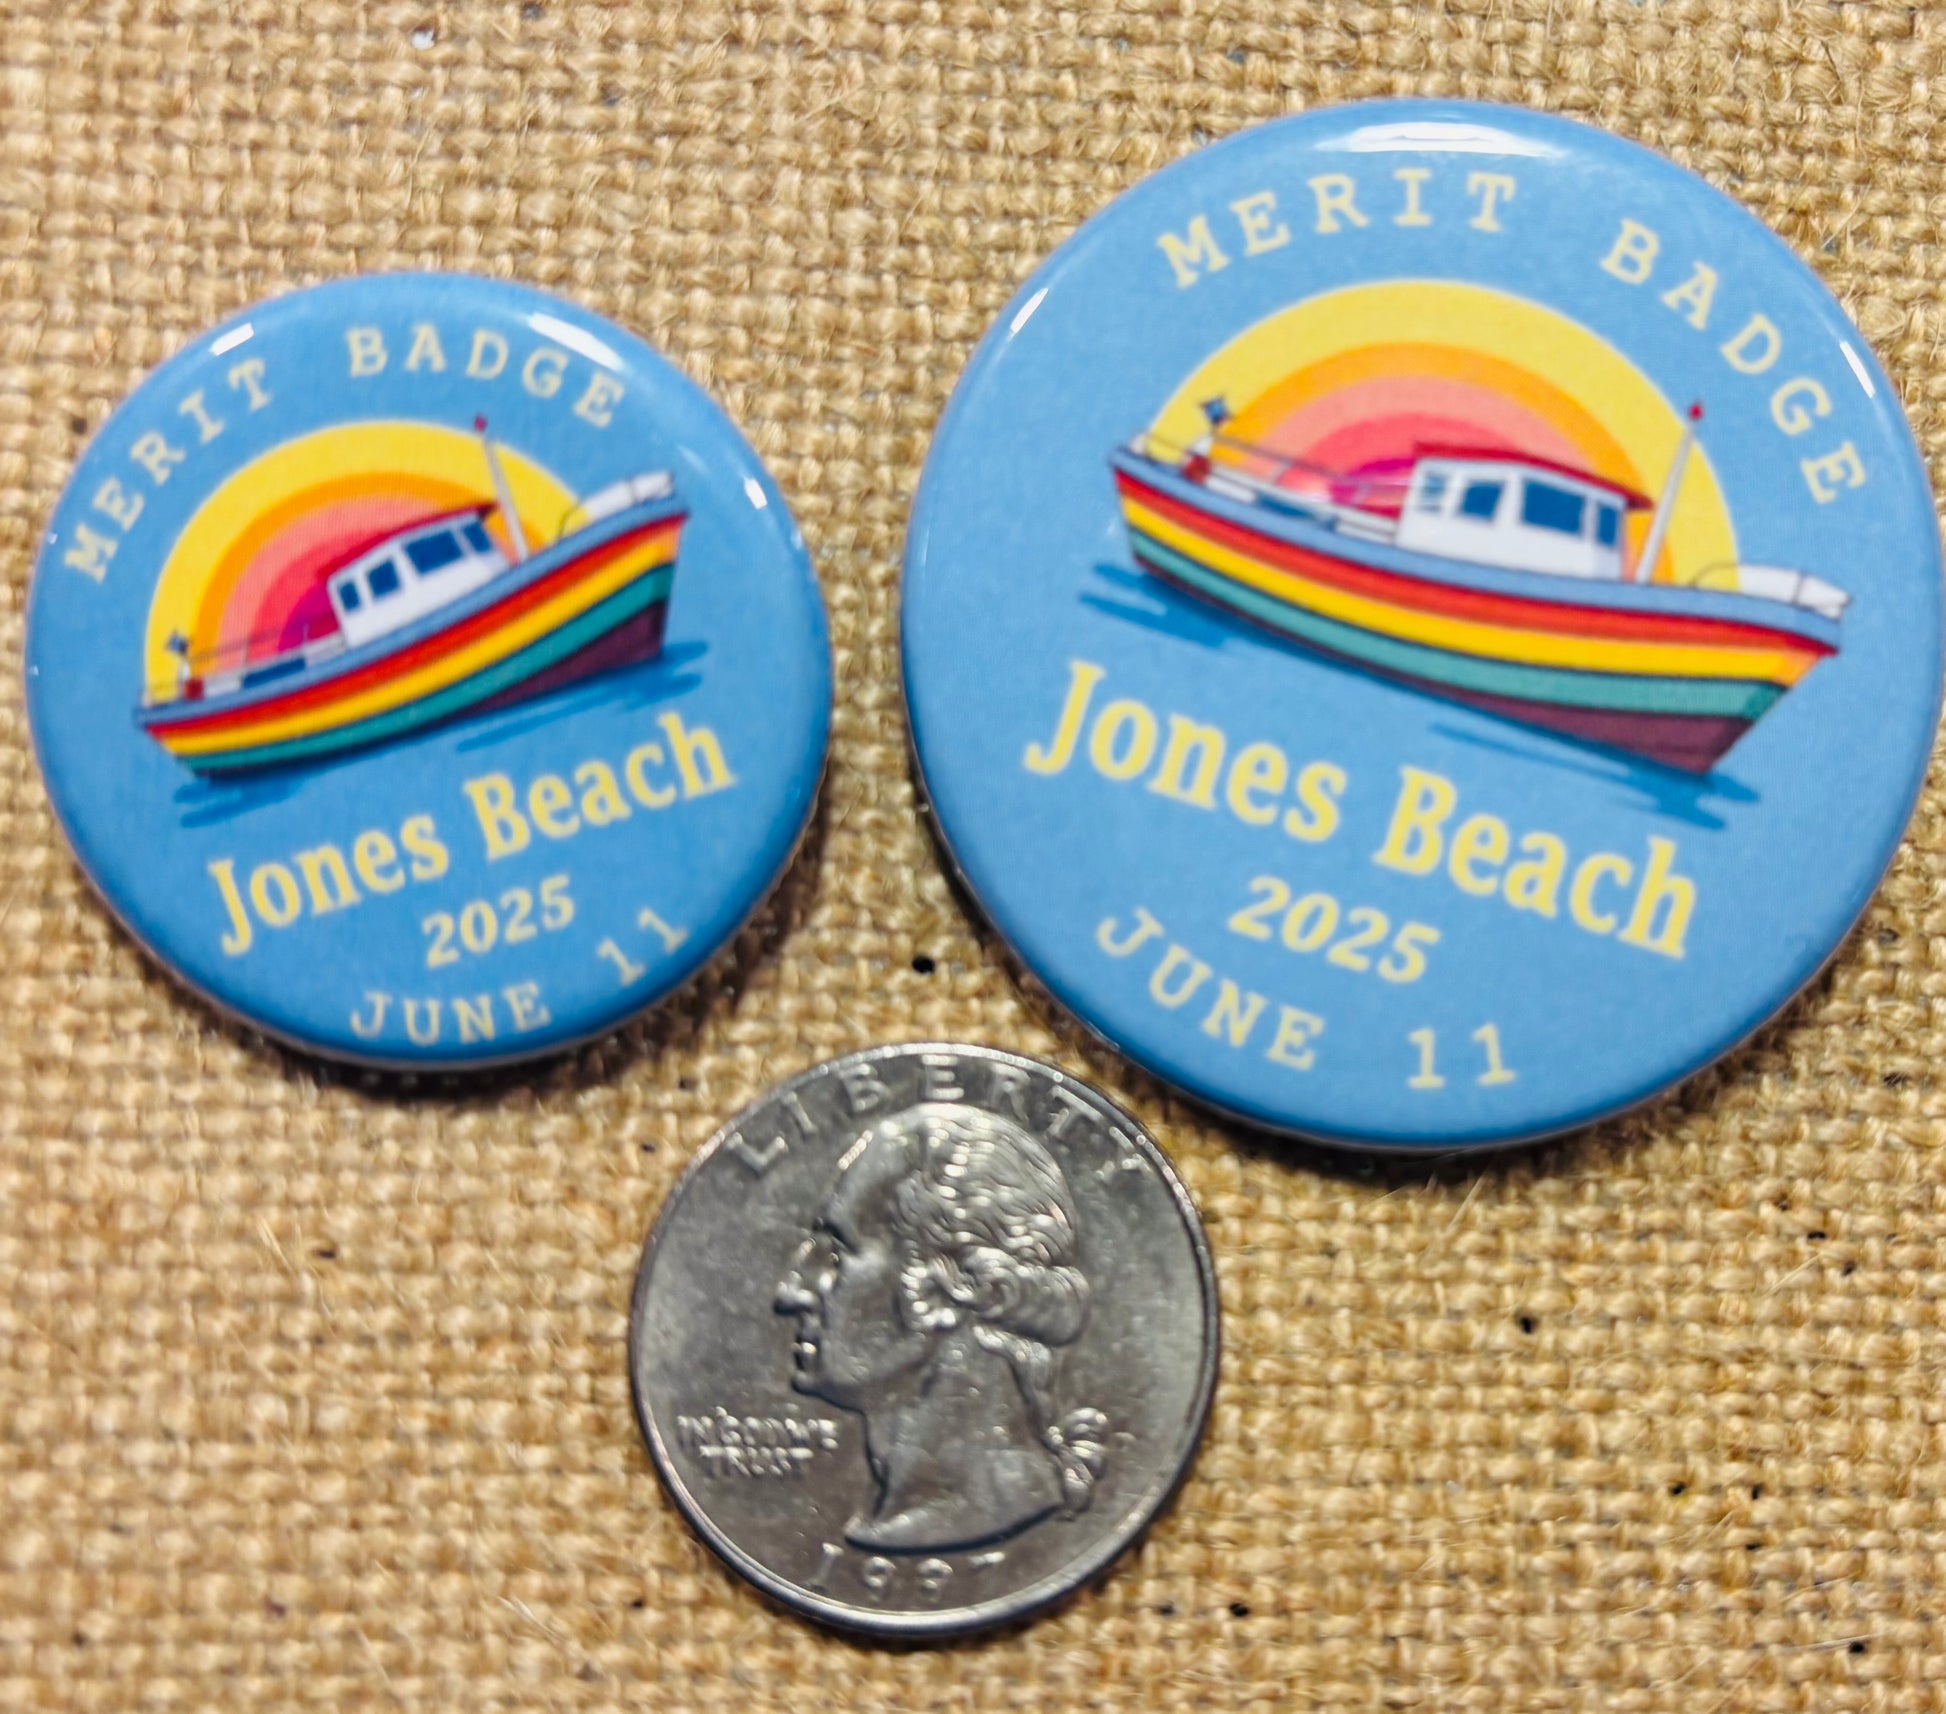 MERIT BADGE
Jones Beach
2025
JUNE 11
MERIT BADGE
Jones Beach
2025
JUNE 11
LIBERTY
IN GOD WE
TRUST
1997